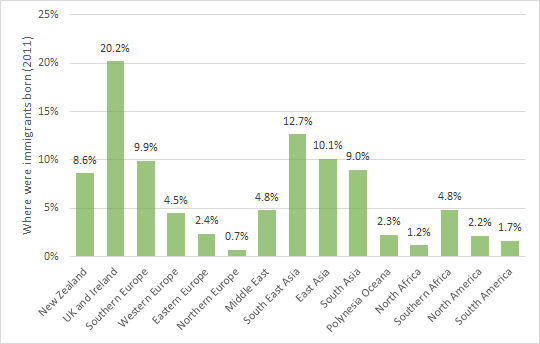 Where were immigrants born (2011)
25%
20%
15%
10%
5%
0%
8.6%
20.2%
9.9%
4.5%
2.4%
0.7%
4.8%
12.7%
10.1%
9.0%
2.3%
1.2%
4.8%
2.2%
1.7%
New Zealand
UK and Ireland
Southern Europe
Western Europe
Eastern Europe
Northern Europe
Middle East
South East Asia
East Asia
South Asia
Polynesia Oceana
North Africa
Southern Africa
North America
South America